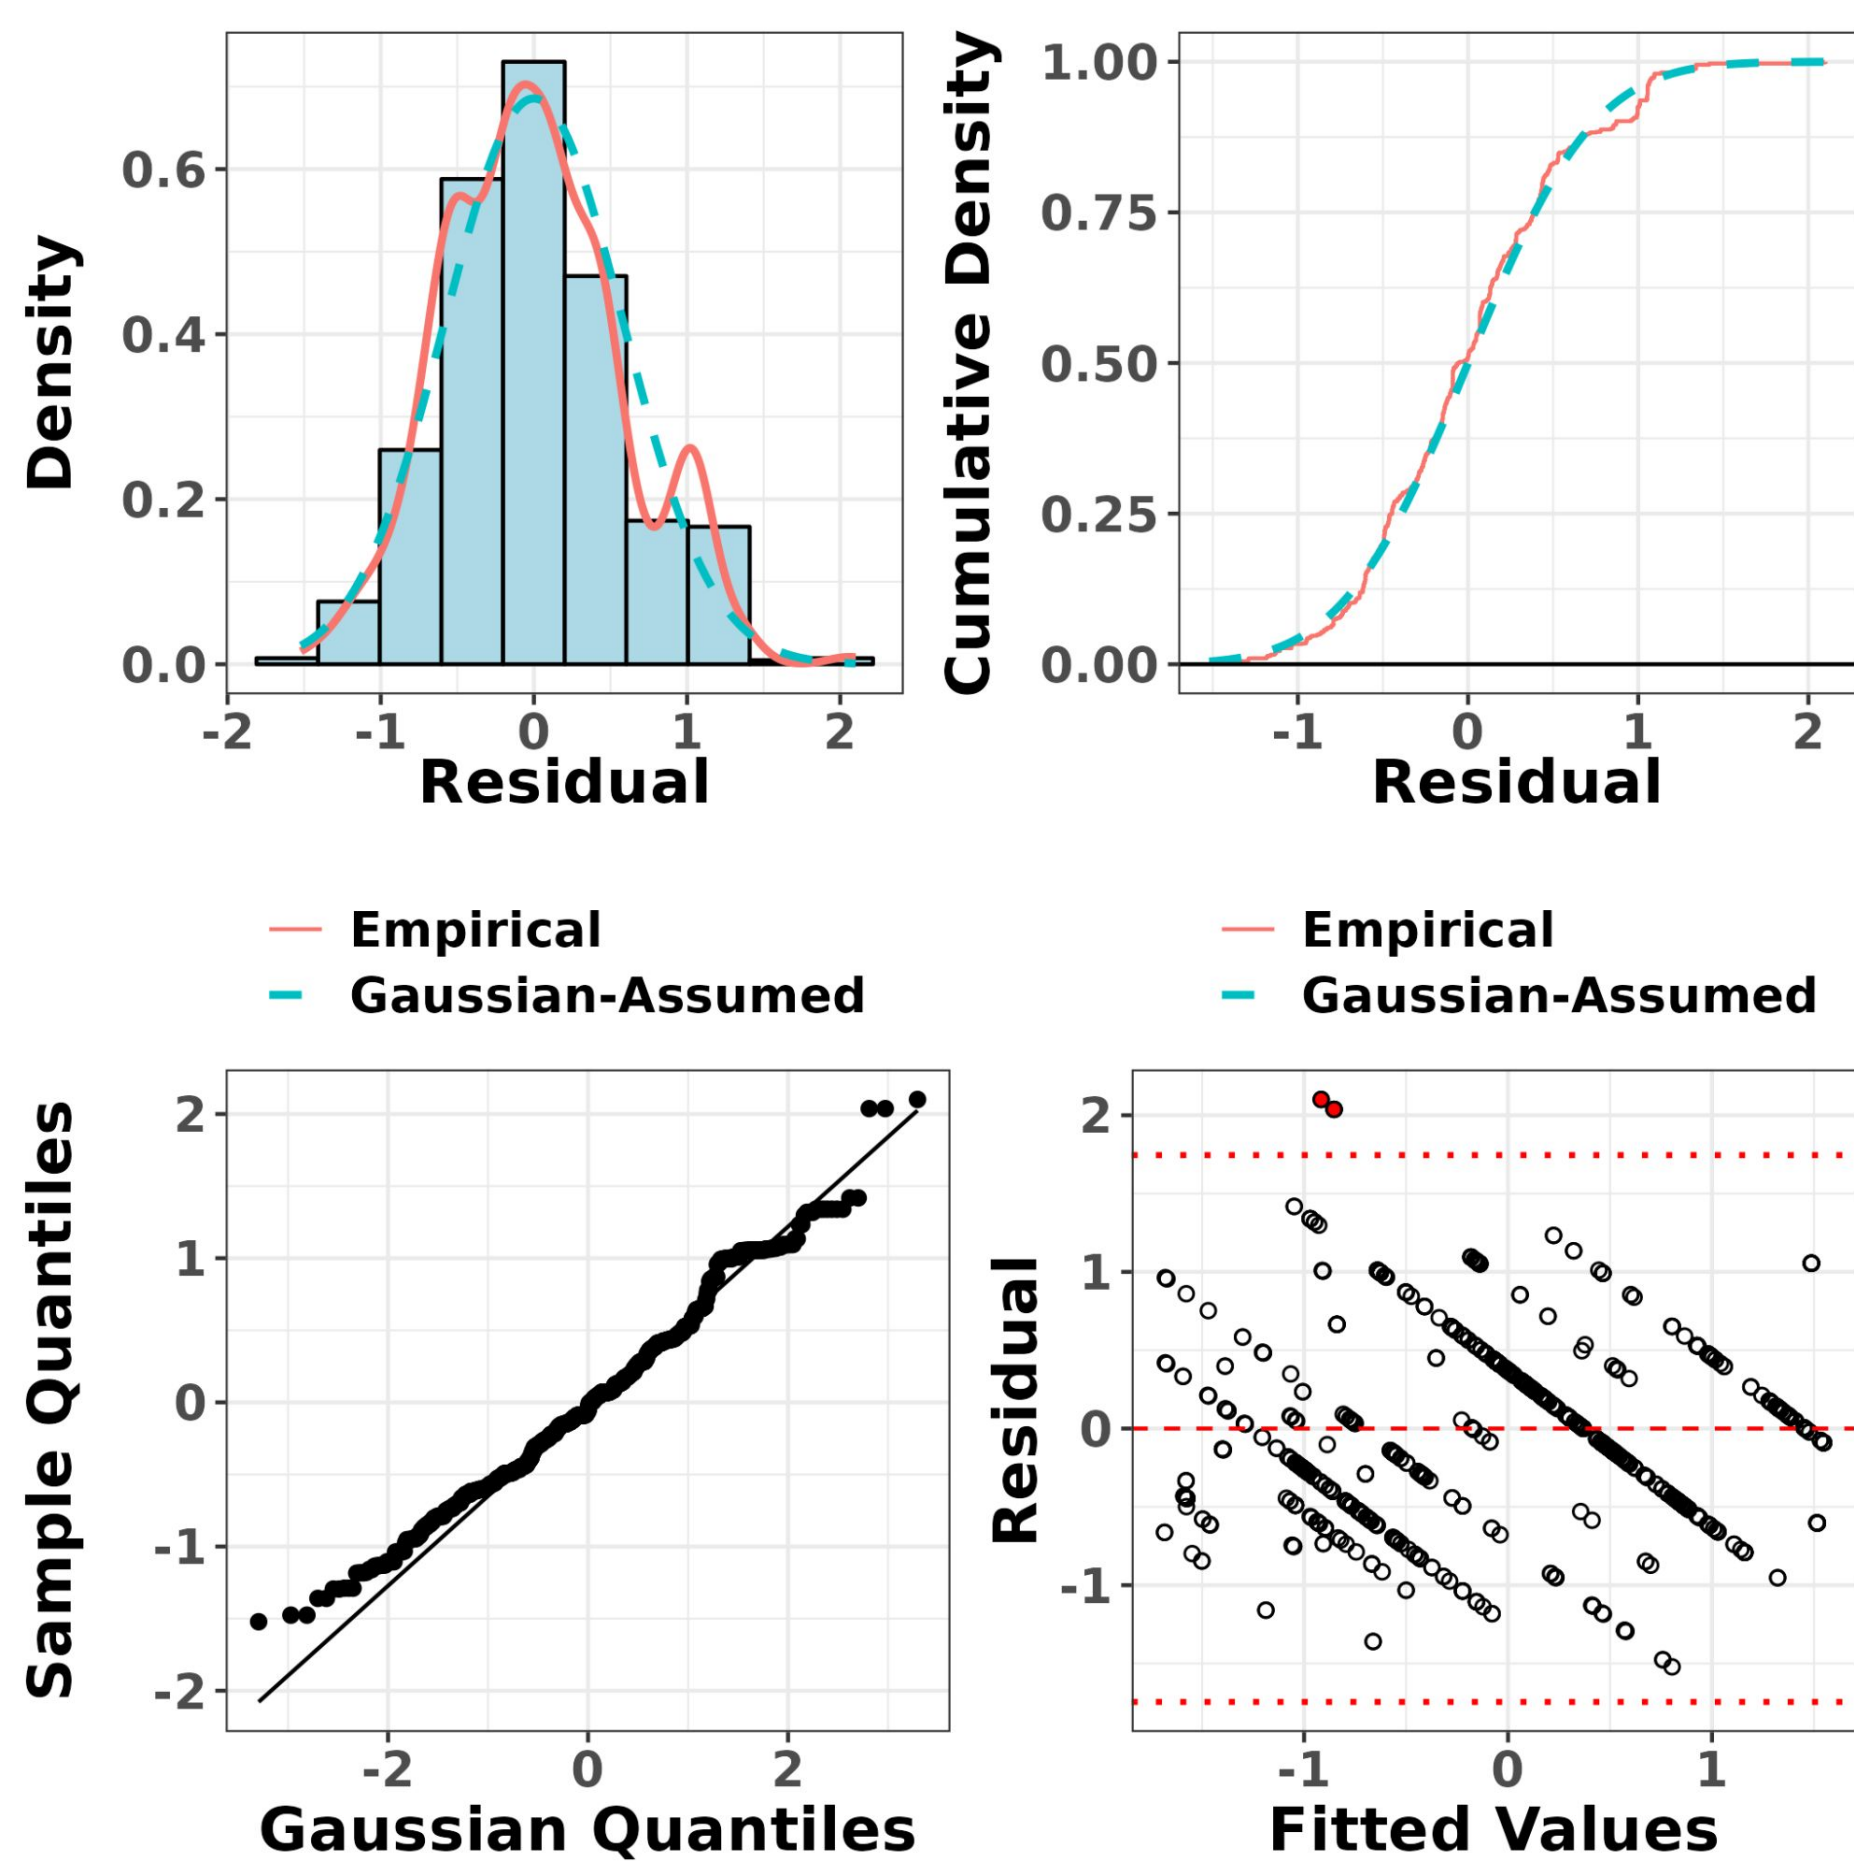 Density
0.6
0.4
0.2
0.0
-2 -1 0 1 2
Residual
Cumulative Density
1.00
0.75
0.50
0.25
0.00
-1 0 1 2
Residual
Empirical
Gaussian-Assumed
Empirical
Gaussian-Assumed
Sample Quantiles
2
1
0
-1
-2
-2 0 2
Gaussian Quantiles
Residual
2
1
0
-1
-1 0 1
Fitted Values